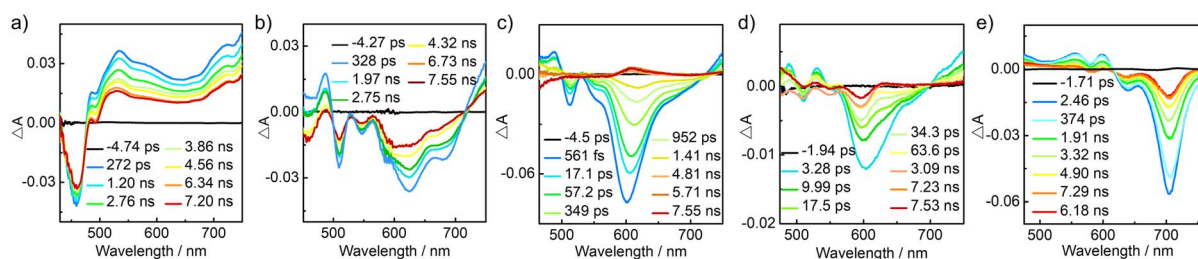 a)
△A
0.03
0.00
-0.03
-4.74 ps
272 ps
1.20 ns
2.76 ns
3.86 ns
4.56 ns
6.34 ns
7.20 ns
500 600 700
Wavelength / nm
b)
△A
0.03
0.00
-0.03
-4.27 ps
328 ps
1.97 ns
2.75 ns
4.32 ns
6.73 ns
7.55 ns
500 600 700
Wavelength / nm
c)
△A
0.00
-0.06
-4.5 ps
561 fs
17.1 ps
57.2 ps
349 ps
952 ps
1.41 ns
4.81 ns
5.71 ns
7.55 ns
500 600 700
Wavelength / nm
d)
△A
0.01
0.00
-0.01
-0.02
-1.94 ps
3.28 ps
9.99 ps
17.5 ps
34.3 ps
63.6 ps
3.09 ns
7.23 ns
7.53 ns
500 600 700
Wavelength / nm
e)
△A
0.00
-0.03
-0.06
-1.71 ps
2.46 ps
374 ps
1.91 ns
3.32 ns
4.90 ns
7.29 ns
6.18 ns
500 600 700
Wavelength / nm